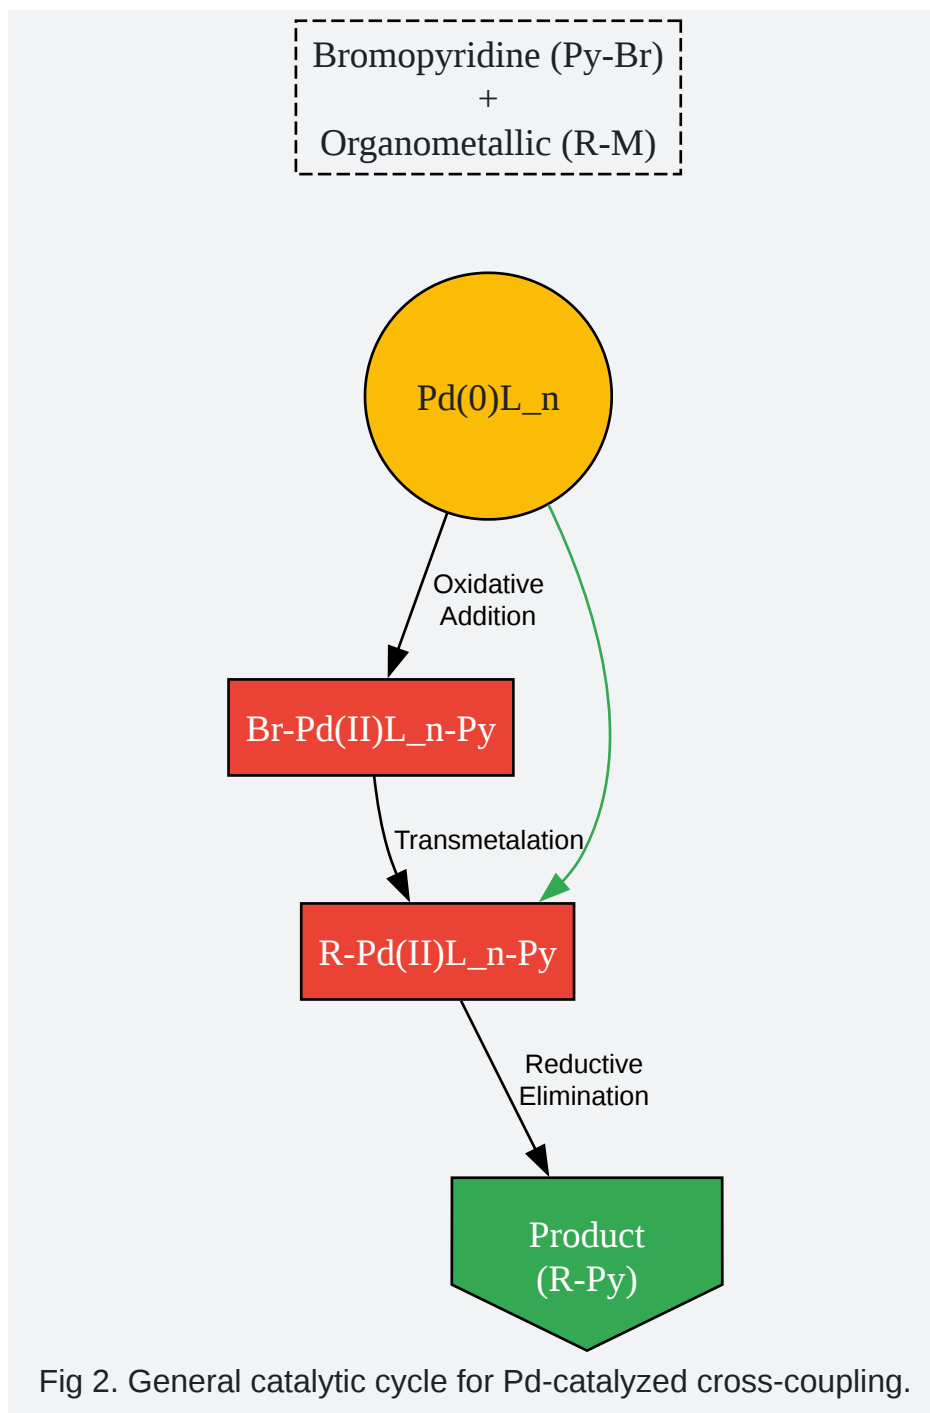 Bromopyridine (Py-Br)
+
Organometallic (R-M)
Pd(0)L_n
Oxidative
Addition
Br-Pd(II)L_n-Py
Transmetalation
R-Pd(II)L_n-Py
Reductive
Elimination
Product
(R-Py)
Fig 2. General catalytic cycle for Pd-catalyzed cross-coupling.